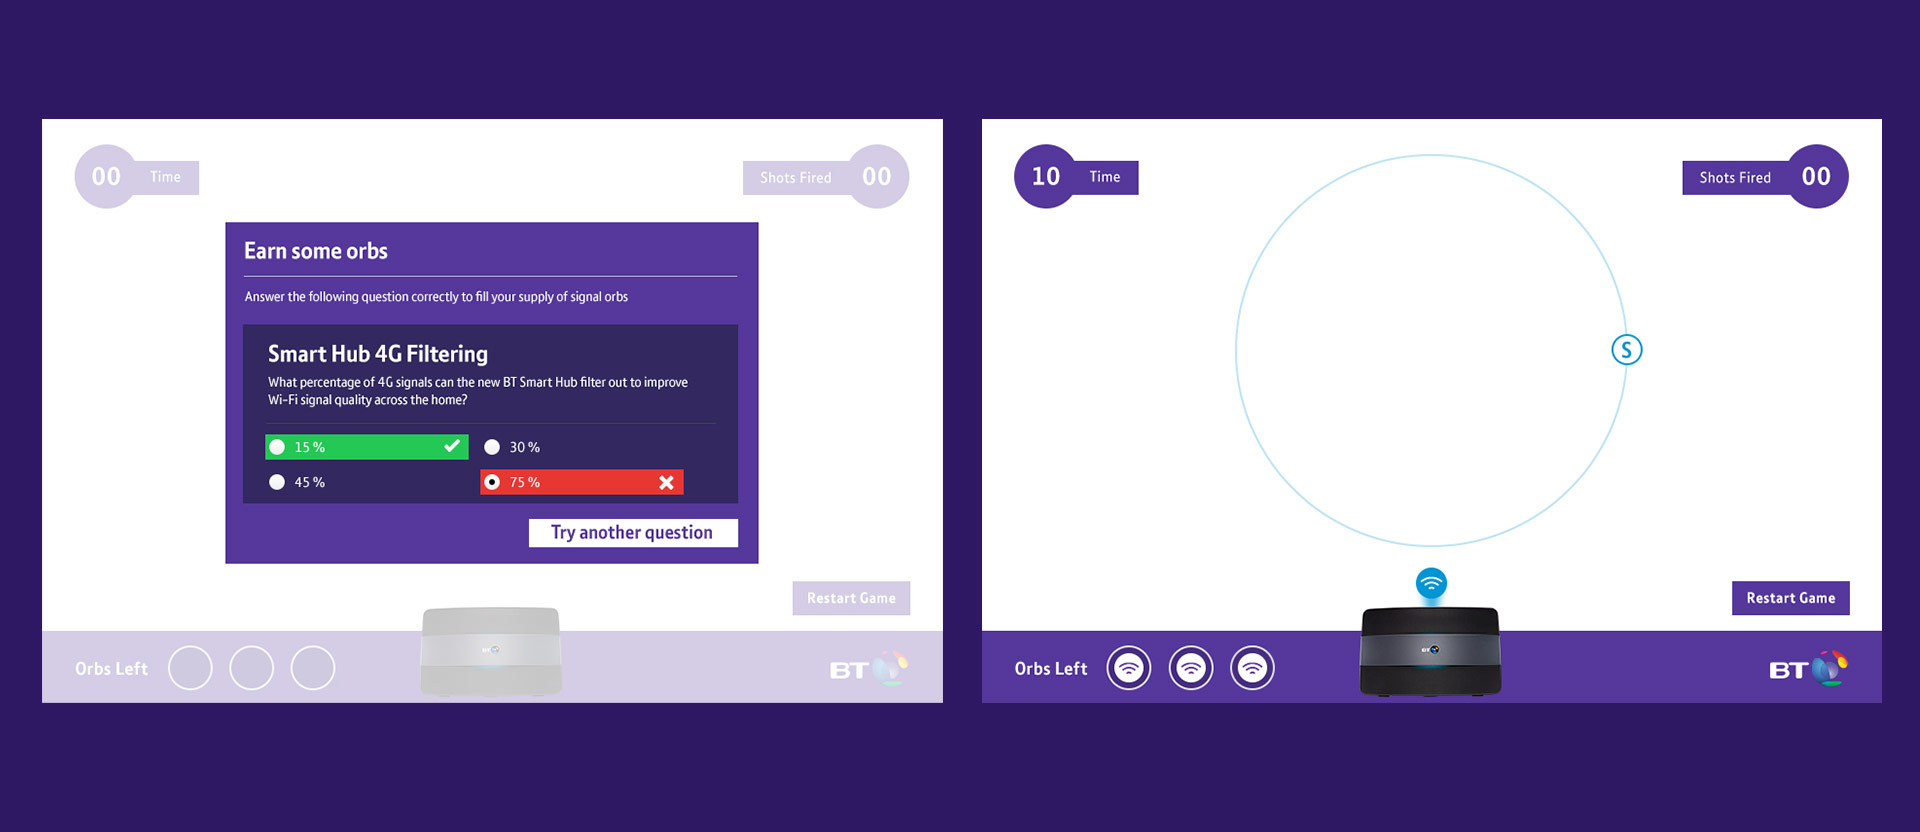 00 Time
Shots Fired 00
Earn some orbs
Answer the following question correctly to fill your supply of signal orbs
Smart Hub 4G Filtering
What percentage of 4G signals can the new BT Smart Hub filter out to improve
Wi-Fi signal quality across the home?
15 %
30 %
45 %
75 %
Try another question
Restart Game
Orbs Left
BT
BT
10 Time
Shots Fired 00
S
Restart Game
Orbs Left
BT
BT